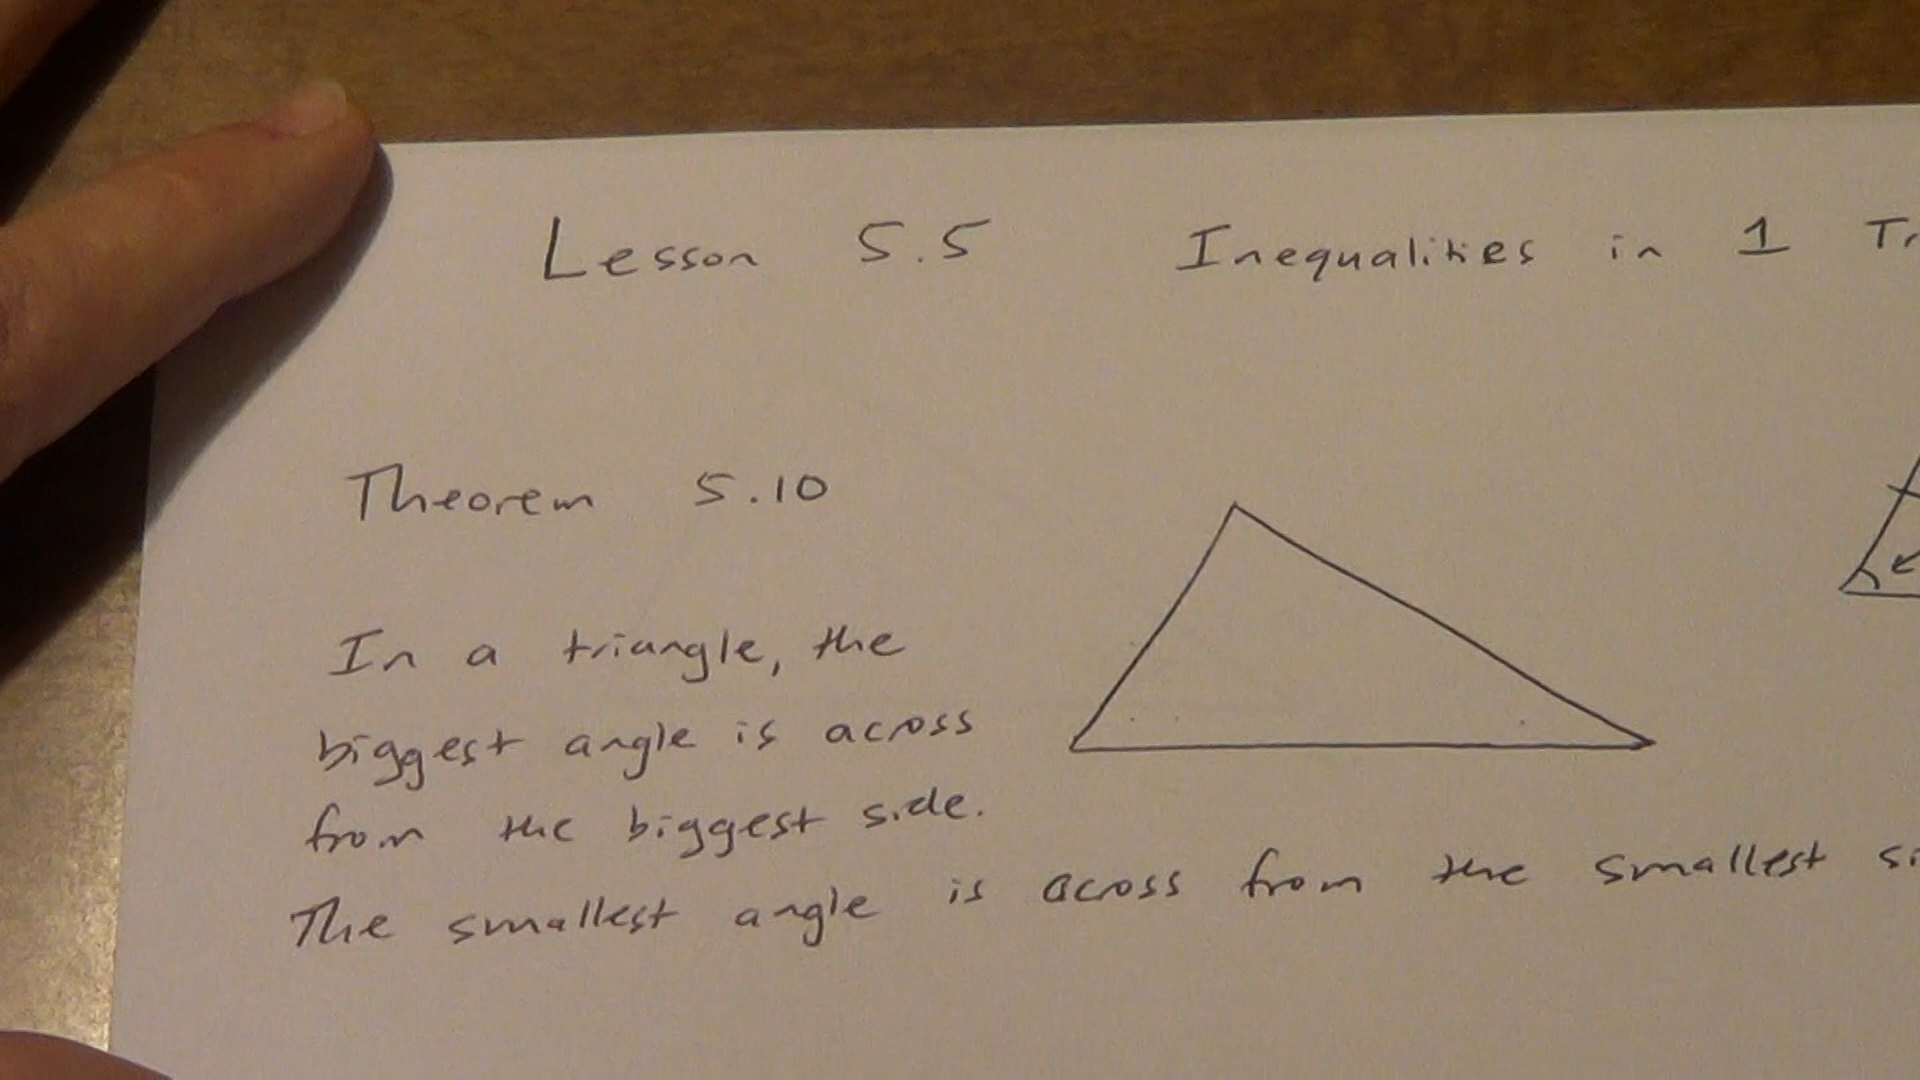 Lesson 5.5 Inequalities in 1
Theorem 5.10
In a triangle, the
biggest angle is across
from the biggest side.
The smallest angle is across from the smallest